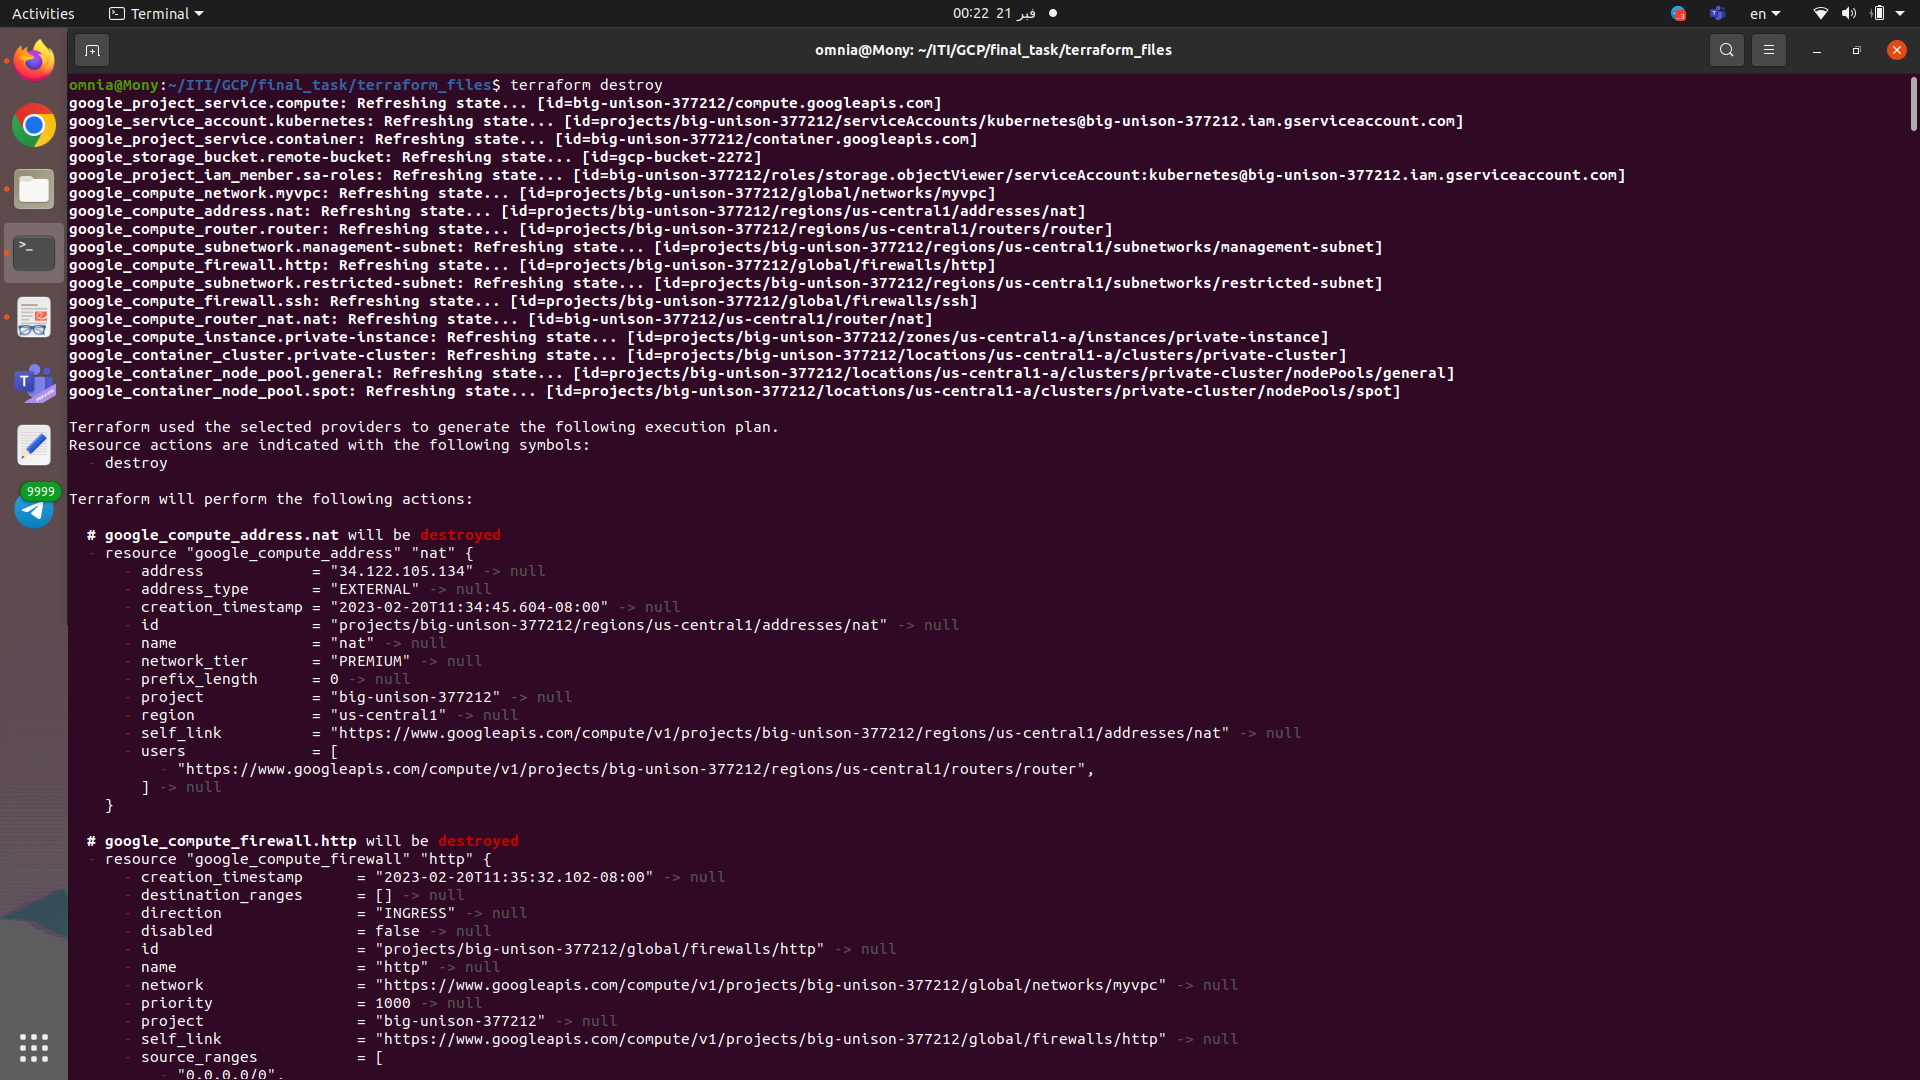 Activities
Terminal
00:22 21 فبر
3
en
omnia@Mony: ~/ITI/GCP/final_task/terraform_files
omnia@Mony:~/ITI/GCP/final_task/terraform_files$ terraform destroy
google_project_service.compute: Refreshing state... [id=big-unison-377212/compute.googleapis.com]
google_service_account.kubernetes: Refreshing state... [id=projects/big-unison-377212/serviceAccounts/kubernetes@big-unison-377212.iam.gserviceaccount.com]
google_project_service.container: Refreshing state... [id=big-unison-377212/container.googleapis.com]
google_storage_bucket.remote-bucket: Refreshing state... [id=gcp-bucket-2272]
google_project_iam_member.sa-roles: Refreshing state... [id=big-unison-377212/roles/storage.objectViewer/serviceAccount:kubernetes@big-unison-377212.iam.gserviceaccount.com]
google_compute_network.myvpc: Refreshing state... [id=projects/big-unison-377212/global/networks/myvpc]
google_compute_address.nat: Refreshing state... [id=projects/big-unison-377212/regions/us-central1/addresses/nat]
google_compute_router.router: Refreshing state... [id=projects/big-unison-377212/regions/us-central1/routers/router]
google_compute_subnetwork.management-subnet: Refreshing state... [id=projects/big-unison-377212/regions/us-central1/subnetworks/management-subnet]
google_compute_firewall.http: Refreshing state... [id=projects/big-unison-377212/global/firewalls/http]
google_compute_subnetwork.restricted-subnet: Refreshing state... [id=projects/big-unison-377212/regions/us-central1/subnetworks/restricted-subnet]
google_compute_firewall.ssh: Refreshing state... [id=projects/big-unison-377212/global/firewalls/ssh]
google_compute_router_nat.nat: Refreshing state... [id=big-unison-377212/us-central1/router/nat]
google_compute_instance.private-instance: Refreshing state... [id=projects/big-unison-377212/zones/us-central1-a/instances/private-instance]
google_container_cluster.private-cluster: Refreshing state... [id=projects/big-unison-377212/locations/us-central1-a/clusters/private-cluster]
google_container_node_pool.general: Refreshing state... [id=projects/big-unison-377212/locations/us-central1-a/clusters/private-cluster/nodePools/general]
google_container_node_pool.spot: Refreshing state... [id=projects/big-unison-377212/locations/us-central1-a/clusters/private-cluster/nodePools/spot]
Terraform used the selected providers to generate the following execution plan.
Resource actions are indicated with the following symbols:
- destroy
9999
Terraform will perform the following actions:
# google_compute_address.nat will be destroyed
- resource "google_compute_address" "nat" {
- address = "34.122.105.134" -> null
- address_type = "EXTERNAL" -> null
- creation_timestamp = "2023-02-20T11:34:45.604-08:00" -> null
- id = "projects/big-unison-377212/regions/us-central1/addresses/nat" -> null
- name = "nat" -> null
- network_tier = "PREMIUM" -> null
- prefix_length = 0 -> null
- project = "big-unison-377212" -> null
- region = "us-central1" -> null
- self_link = "https://www.googleapis.com/compute/v1/projects/big-unison-377212/regions/us-central1/addresses/nat" -> null
- users = [
- "https://www.googleapis.com/compute/v1/projects/big-unison-377212/regions/us-central1/routers/router",
] -> null
}
# google_compute_firewall.http will be destroyed
- resource "google_compute_firewall" "http" {
- creation_timestamp = "2023-02-20T11:35:32.102-08:00" -> null
- destination_ranges = [] -> null
- direction = "INGRESS" -> null
- disabled = false -> null
- id = "projects/big-unison-377212/global/firewalls/http" -> null
- name = "http" -> null
- network = "https://www.googleapis.com/compute/v1/projects/big-unison-377212/global/networks/myvpc" -> null
- priority = 1000 -> null
- project = "big-unison-377212" -> null
- self_link = "https://www.googleapis.com/compute/v1/projects/big-unison-377212/global/firewalls/http" -> null
- source_ranges = [
- "0.0.0.0/0",